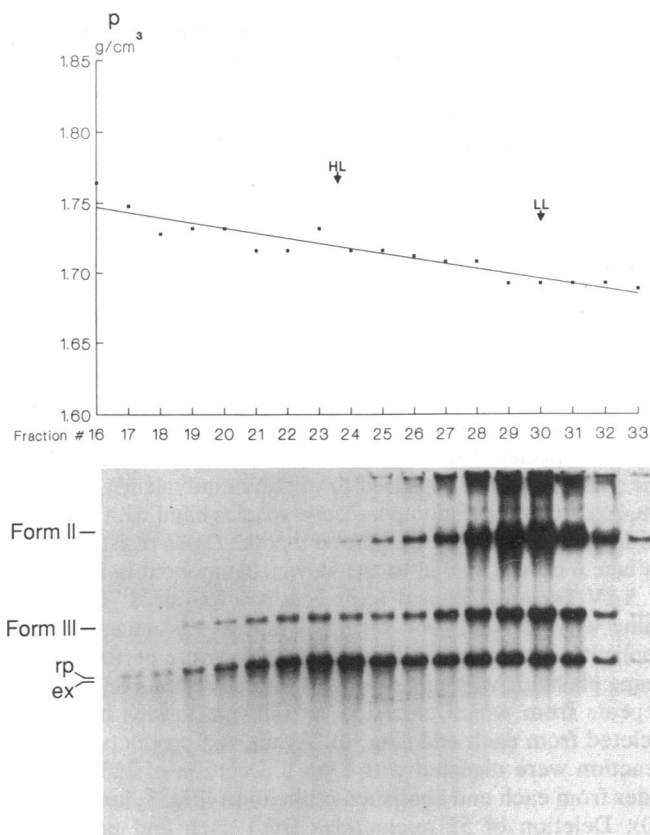 p
g/cm³
1.85
1.80
1.75
1.70
1.65
1.60
HL
LL
Fraction # 16 17 18 19 20 21 22 23 24 25 26 27 28 29 30 31 32 33
Form II
Form III
rp
ex